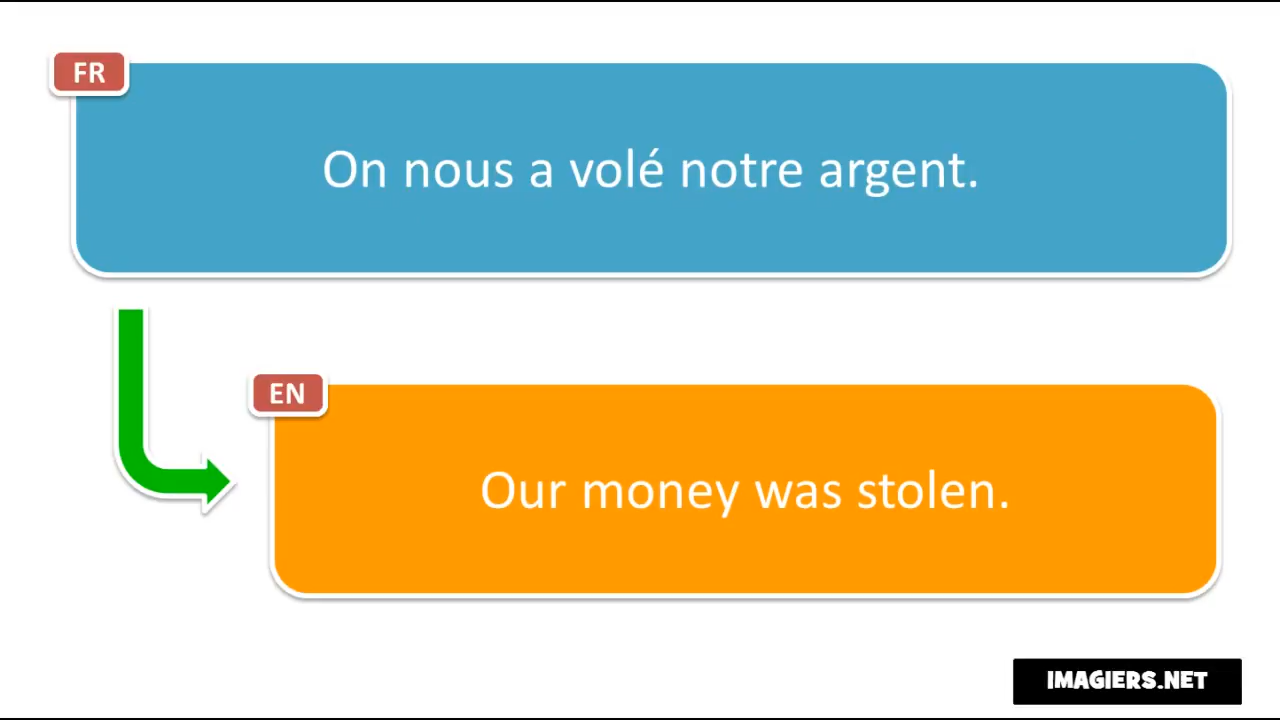 FR
On nous a volé notre argent.
EN
Our money was stolen.
IMAGIERS.NET